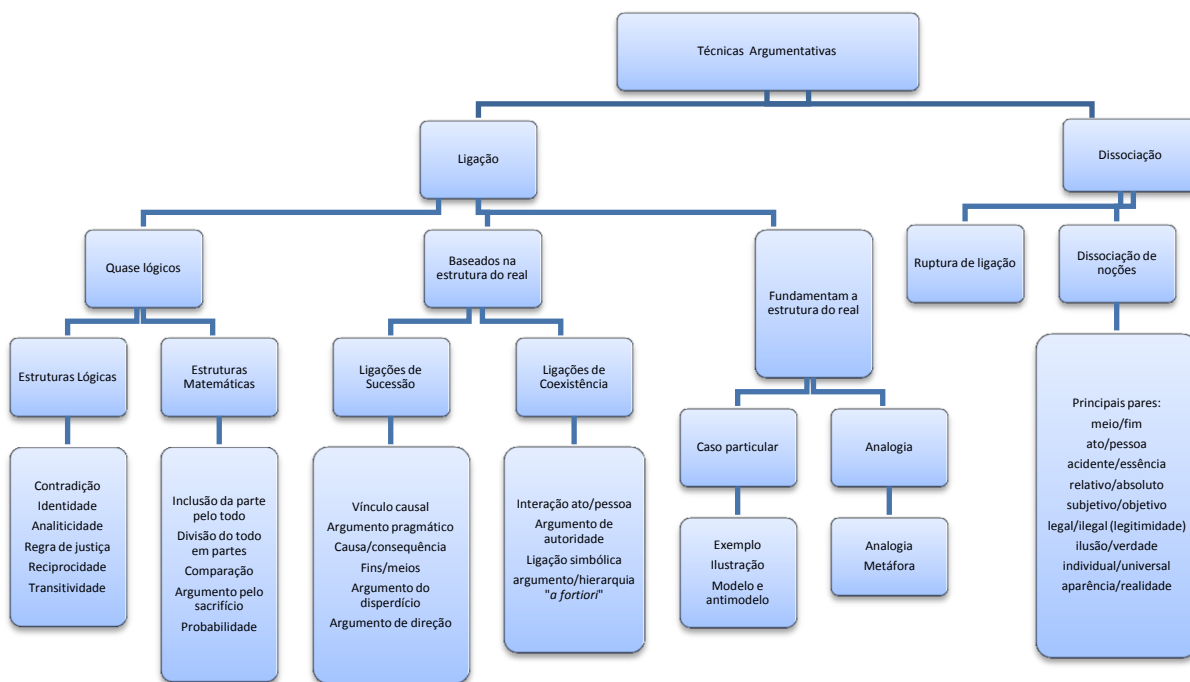 Técnicas Argumentativas
Ligação
Dissociação
Quase lógicos
Baseados na
estrutura do real
Fundamentam a
estrutura do real
Ruptura de ligação
Dissociação de
noções
Estruturas Lógicas
Estruturas
Matemáticas
Ligações de
Sucessão
Ligações de
Coexistência
Caso particular
Analogia
Contradição
Identidade
Analiticidade
Regra de justiça
Reciprocidade
Transitividade
Inclusão da parte
pelo todo
Divisão do todo
em partes
Comparação
Argumento pelo
sacrifício
Probabilidade
Vínculo causal
Argumento pragmático
Causa/consequência
Fins/meios
Argumento do
disperdício
Argumento de direção
Interação ato/pessoa
Argumento de
autoridade
Ligação simbólica
argumento/hierarquia
"a fortiori"
Exemplo
Ilustração
Modelo e
antimodelo
Analogia
Metáfora
Principais pares:
meio/fim
ato/pessoa
acidente/essência
relativo/absoluto
subjetivo/objetivo
legal/ilegal (legitimidade)
ilusão/verdade
individual/universal
aparência/realidade